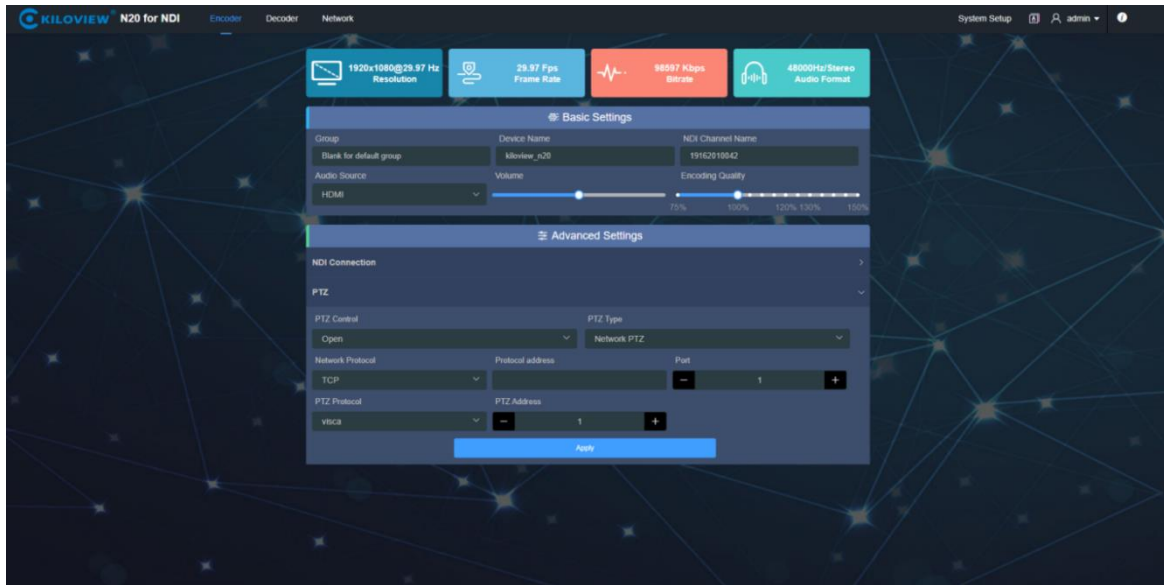 KILOVIEW® N20 for NDI Encoder Decoder Network System Setup admin
1920x1080@29.97 Hz
Resolution
29.97 Fps
Frame Rate
98597 Kbps
Bitrate
48000Hz/Stereo
Audio Format
Basic Settings
Group Device Name NDI Channel Name
Blank for default group kiloview_n20 19162010042
Audio Source Volume Encoding Quality
HDMI
75% 100% 120% 130% 150%
Advanced Settings
NDI Connection
PTZ
PTZ Control PTZ Type
Open Network PTZ
Network Protocol Protocol address Port
TCP 1
PTZ Protocol PTZ Address
visca 1
Apply